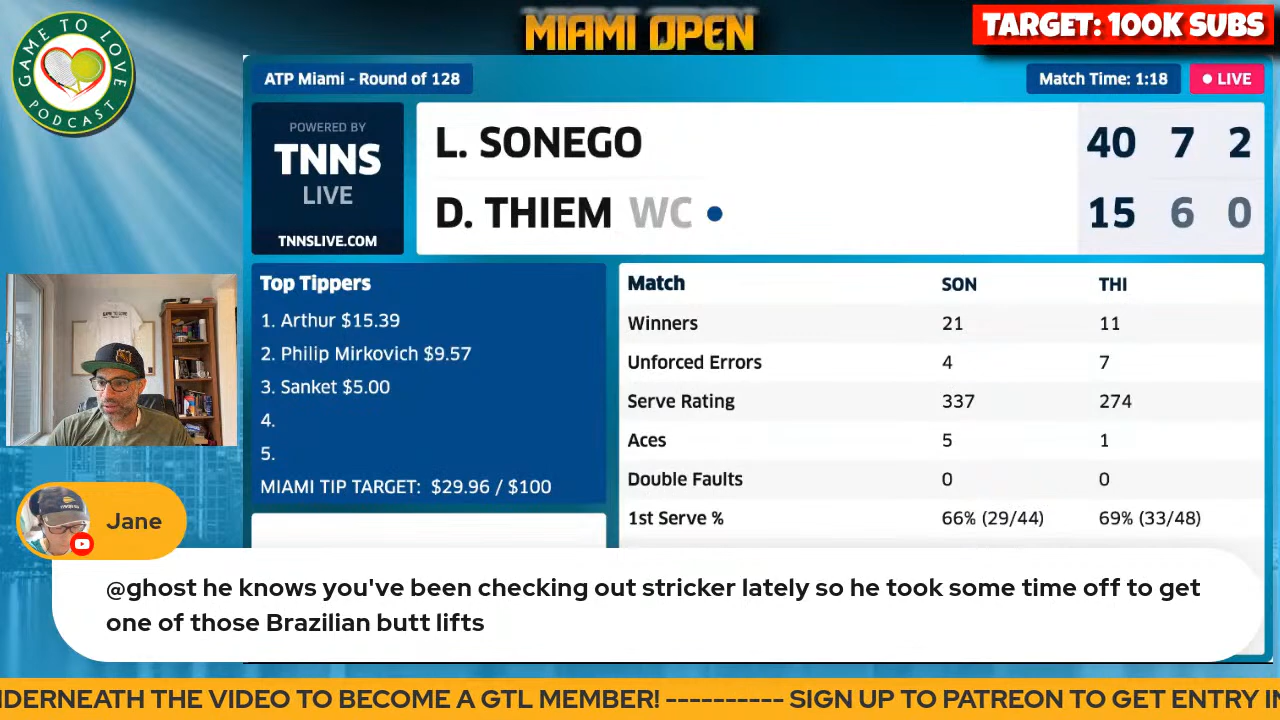 MIAMI OPEN
TARGET: 100K SUBS
GAME TO LOVE
PODCAST
ATP Miami - Round of 128
Match Time: 1:18
LIVE
POWERED BY
TNNS
LIVE
TNNSLIVE.COM
L. SONEGO 40 7 2
D. THIEM WC 15 6 0
Top Tippers
1. Arthur $15.39
2. Philip Mirkovich $9.57
3. Sanket $5.00
4.
5.
MIAMI TIP TARGET: $29.96 / $100
Match SON THI
Winners 21 11
Unforced Errors 4 7
Serve Rating 337 274
Aces 5 1
Double Faults 0 0
1st Serve % 66% (29/44) 69% (33/48)
Jane
@ghost he knows you've been checking out stricker lately so he took some time off to get
one of those Brazilian butt lifts
NDERNEATH THE VIDEO TO BECOME A GTL MEMBER! ---------- SIGN UP TO PATREON TO GET ENTRY IN